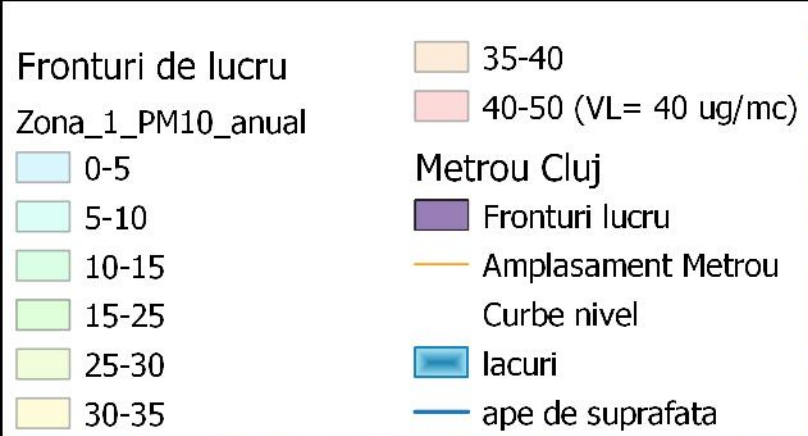 Fronturi de lucru
Zona_1_PM10_anual
0-5
5-10
10-15
15-25
25-30
30-35
35-40
40-50 (VL= 40 ug/mc)
Metrou Cluj
Fronturi lucru
Amplasament Metrou
Curbe nivel
lacuri
ape de suprafata